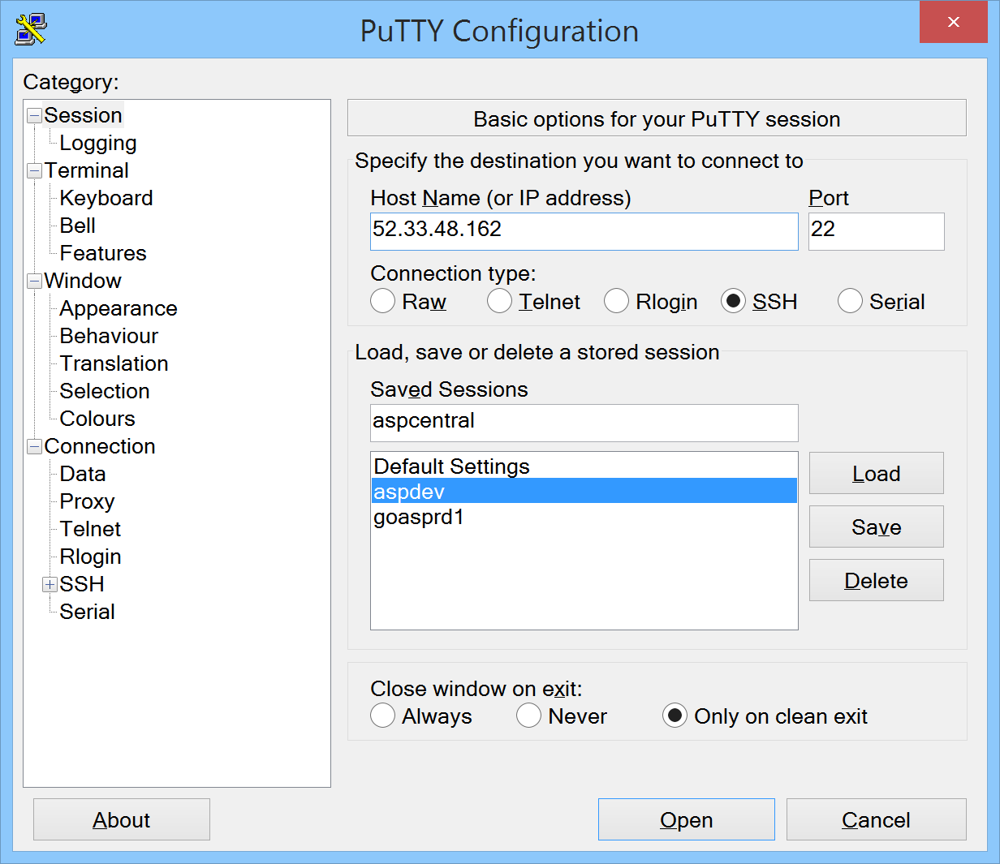 PuTTY Configuration
Category:
Session
Logging
Terminal
Keyboard
Bell
Features
Window
Appearance
Behaviour
Translation
Selection
Colours
Connection
Data
Proxy
Telnet
Rlogin
SSH
Serial
Basic options for your PuTTY session
Specify the destination you want to connect to
Host Name (or IP address) Port
52.33.48.162 22
Connection type:
Raw Telnet Rlogin SSH Serial
Load, save or delete a stored session
Saved Sessions
aspcentral
Default Settings
aspdev
goasprd1
Load
Save
Delete
Close window on exit:
Always Never Only on clean exit
About Open Cancel